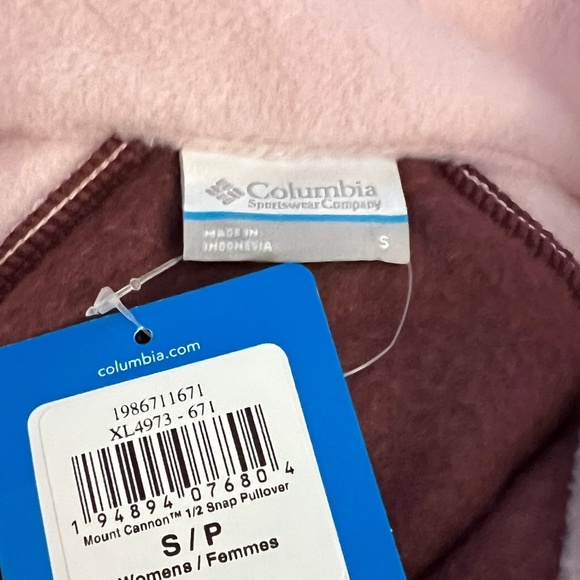 Columbia
Sportswear Company
MADE IN
INDONESIA
S
columbia.com
1986711671
XL4973 - 671
1 94894 07680 4
Mount Cannon™ 1/2 Snap Pullover
S / P
Womens / Femmes